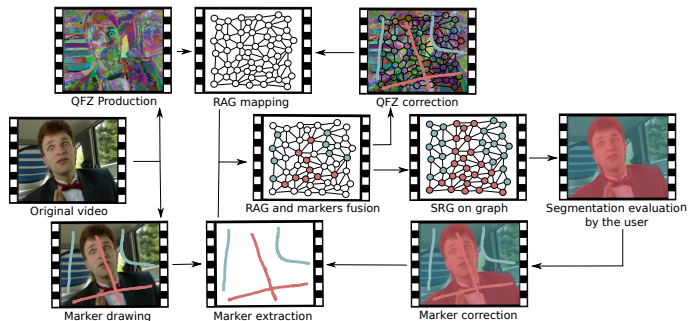 QFZ Production
RAG mapping
QFZ correction
Original video
RAG and markers fusion
SRG on graph
Segmentation evaluation
by the user
Marker drawing
Marker extraction
Marker correction